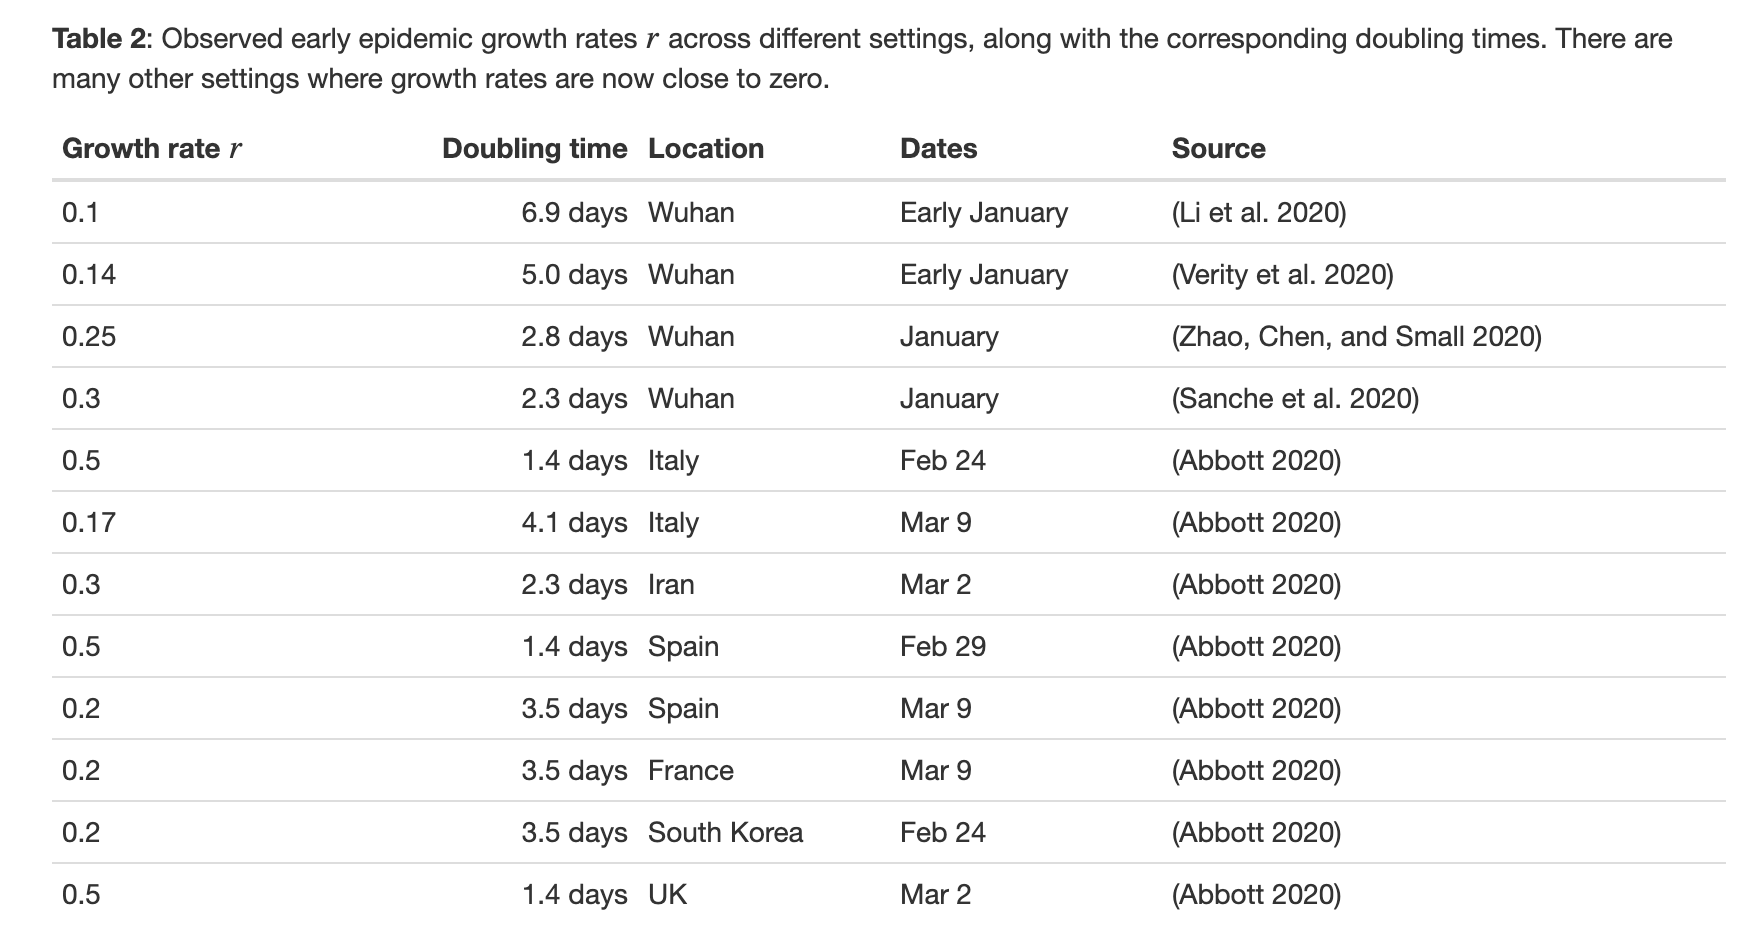 Table 2: Observed early epidemic growth rates r across different settings, along with the corresponding doubling times. There are
many other settings where growth rates are now close to zero.
Growth rate r Doubling time Location Dates Source
0.1 6.9 days Wuhan Early January (Li et al. 2020)
0.14 5.0 days Wuhan Early January (Verity et al. 2020)
0.25 2.8 days Wuhan January (Zhao, Chen, and Small 2020)
0.3 2.3 days Wuhan January (Sanche et al. 2020)
0.5 1.4 days Italy Feb 24 (Abbott 2020)
0.17 4.1 days Italy Mar 9 (Abbott 2020)
0.3 2.3 days Iran Mar 2 (Abbott 2020)
0.5 1.4 days Spain Feb 29 (Abbott 2020)
0.2 3.5 days Spain Mar 9 (Abbott 2020)
0.2 3.5 days France Mar 9 (Abbott 2020)
0.2 3.5 days South Korea Feb 24 (Abbott 2020)
0.5 1.4 days UK Mar 2 (Abbott 2020)